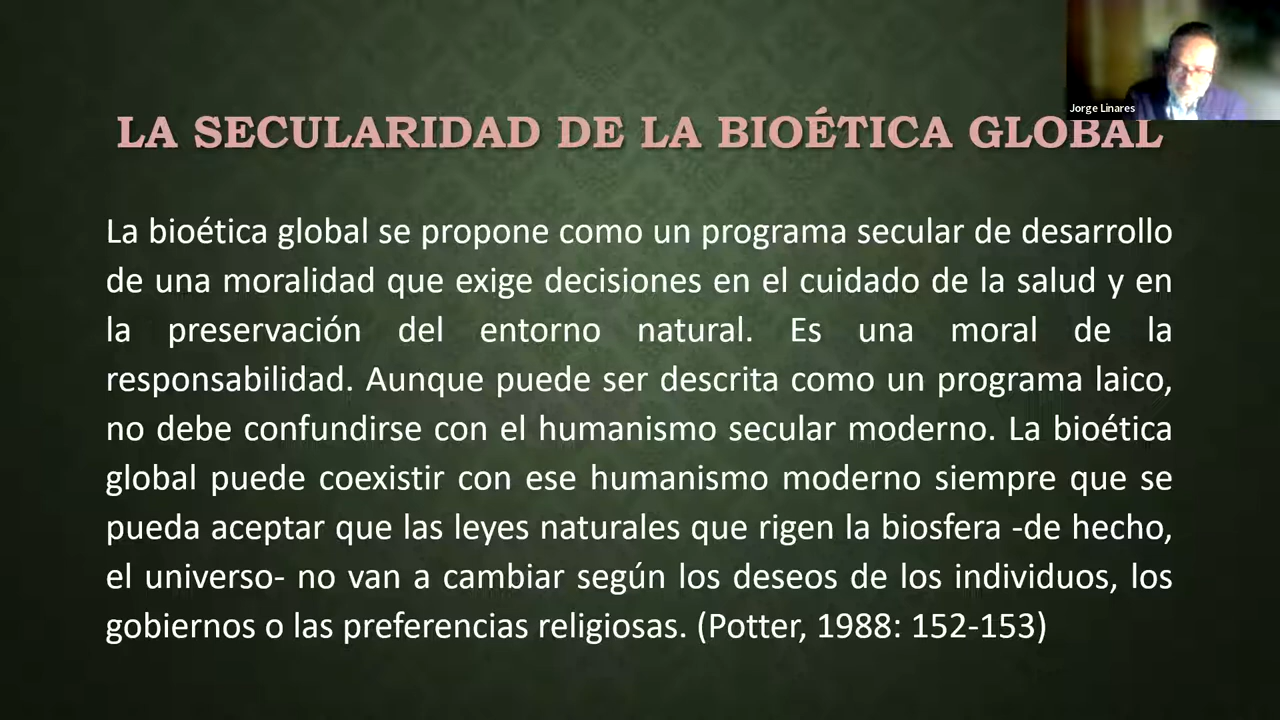 Jorge Linares
LA SECULARIDAD DE LA BIOÉTICA GLOBAL
La bioética global se propone como un programa secular de desarrollo
de una moralidad que exige decisiones en el cuidado de la salud y en
la preservación del entorno natural. Es una moral de la
responsabilidad. Aunque puede ser descrita como un programa laico,
no debe confundirse con el humanismo secular moderno. La bioética
global puede coexistir con ese humanismo moderno siempre que se
pueda aceptar que las leyes naturales que rigen la biosfera -de hecho,
el universo- no van a cambiar según los deseos de los individuos, los
gobiernos o las preferencias religiosas. (Potter, 1988: 152-153)